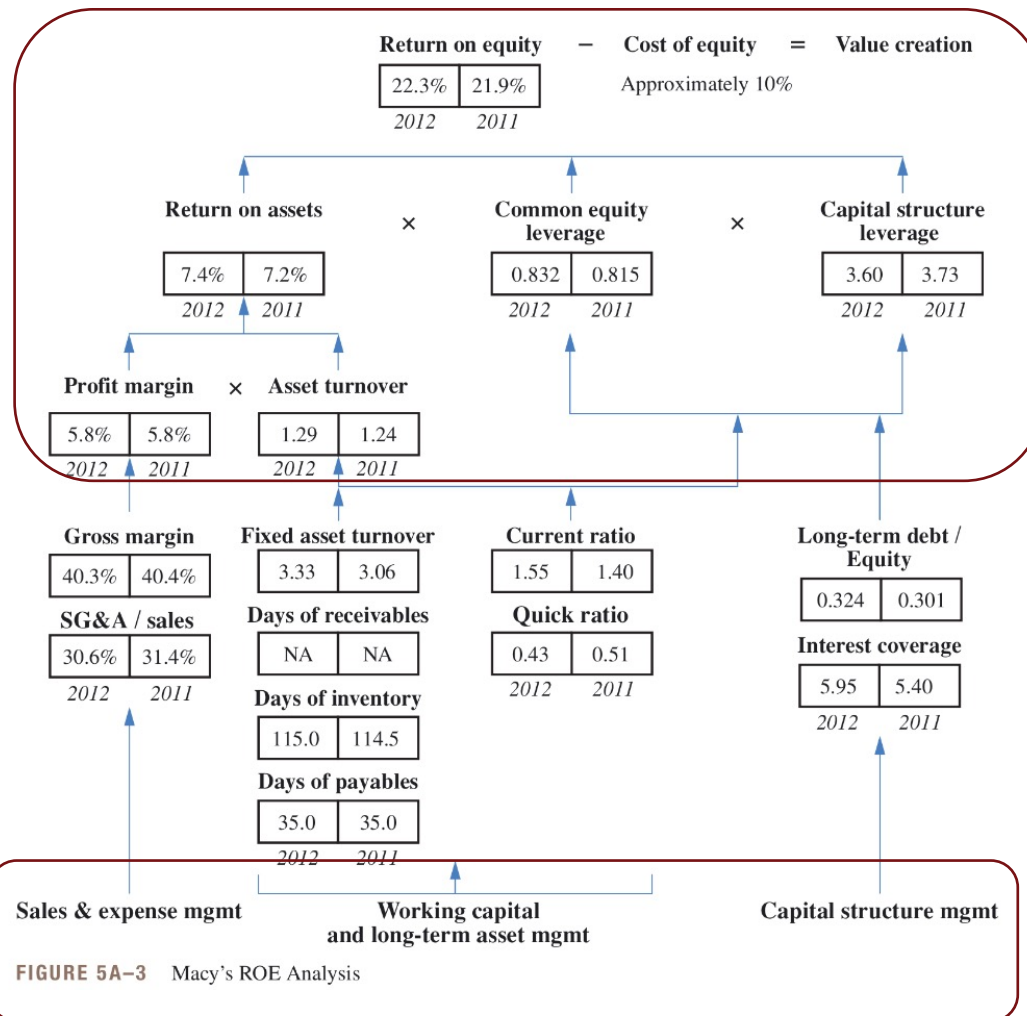 Return on equity − Cost of equity = Value creation
22.3% 21.9% Approximately 10%
2012 2011
Return on assets × Common equity leverage × Capital structure leverage
7.4% 7.2% 0.832 0.815 3.60 3.73
2012 2011 2012 2011 2012 2011
Profit margin × Asset turnover
5.8% 5.8% 1.29 1.24
2012 2011 2012 2011
Gross margin
40.3% 40.4%
SG&A / sales
30.6% 31.4%
2012 2011
Fixed asset turnover
3.33 3.06
Days of receivables
NA NA
Days of inventory
115.0 114.5
Days of payables
35.0 35.0
2012 2011
Current ratio
1.55 1.40
Quick ratio
0.43 0.51
2012 2011
Long-term debt /
Equity
0.324 0.301
Interest coverage
5.95 5.40
2012 2011
Sales & expense mgmt
Working capital
and long-term asset mgmt
Capital structure mgmt
FIGURE 5A–3 Macy's ROE Analysis